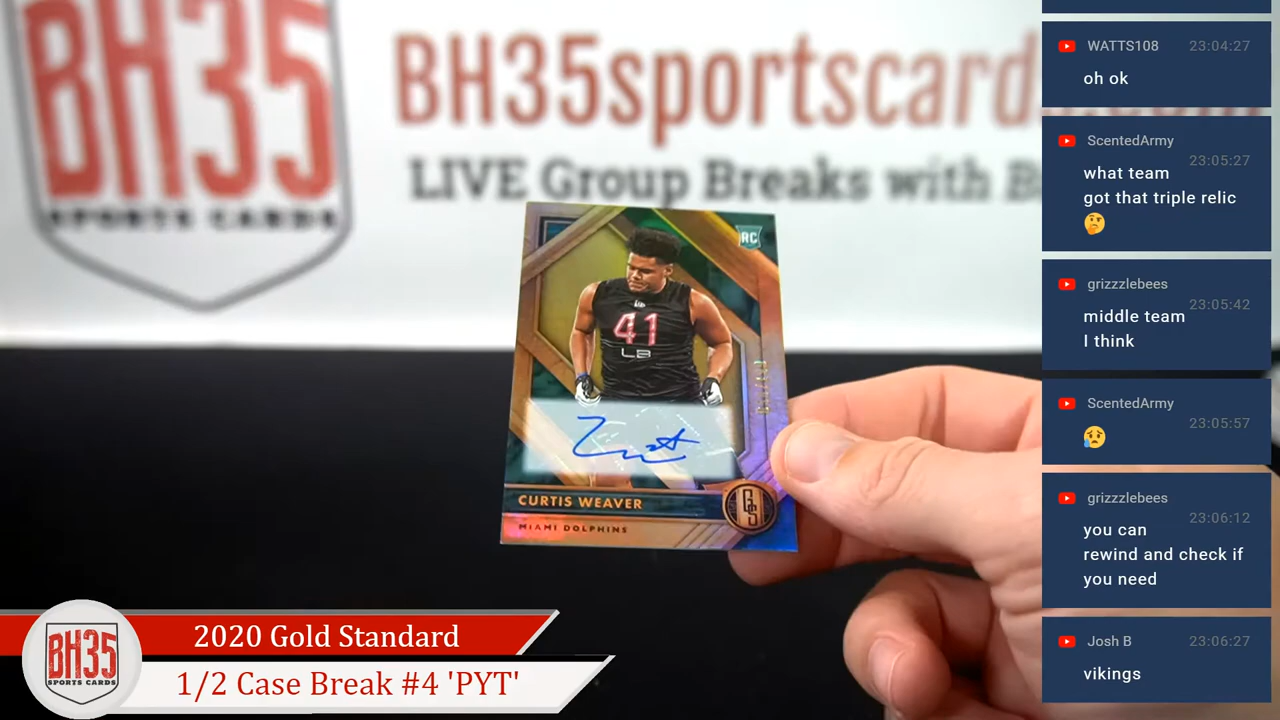 BH35
SPORTS CARDS
BH35sportscards.com
LIVE Group Breaks with
RC
41
LB
CURTIS WEAVER
GS
MIAMI DOLPHINS
2020 Gold Standard
1/2 Case Break #4 'PYT'
BH35
SPORTS CARDS
WATTS108 23:04:27
oh ok
ScentedArmy 23:05:27
what team
got that triple relic
🤔
grizzzlebees 23:05:42
middle team
I think
ScentedArmy 23:05:57
😥
grizzzlebees 23:06:12
you can
rewind and check if
you need
Josh B 23:06:27
vikings